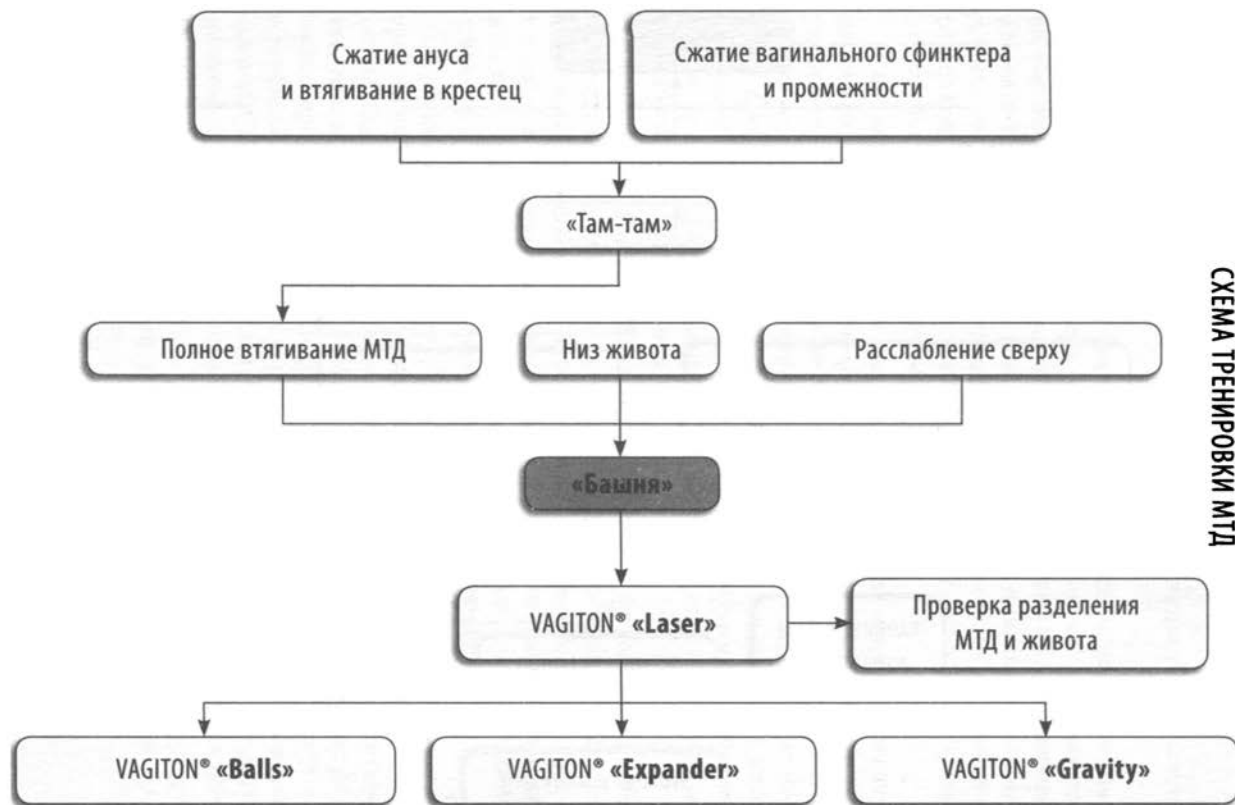 Сжатие ануса
и втягивание в крестец
Сжатие вагинального сфинктера
и промежности
«Там-там»
Полное втягивание МТД
Низ живота
Расслабление сверху
«Башня»
VAGITON® «Laser»
Проверка разделения
МТД и живота
VAGITON® «Balls»
VAGITON® «Expander»
VAGITON® «Gravity»
СХЕМА ТРЕНИРОВКИ МТД